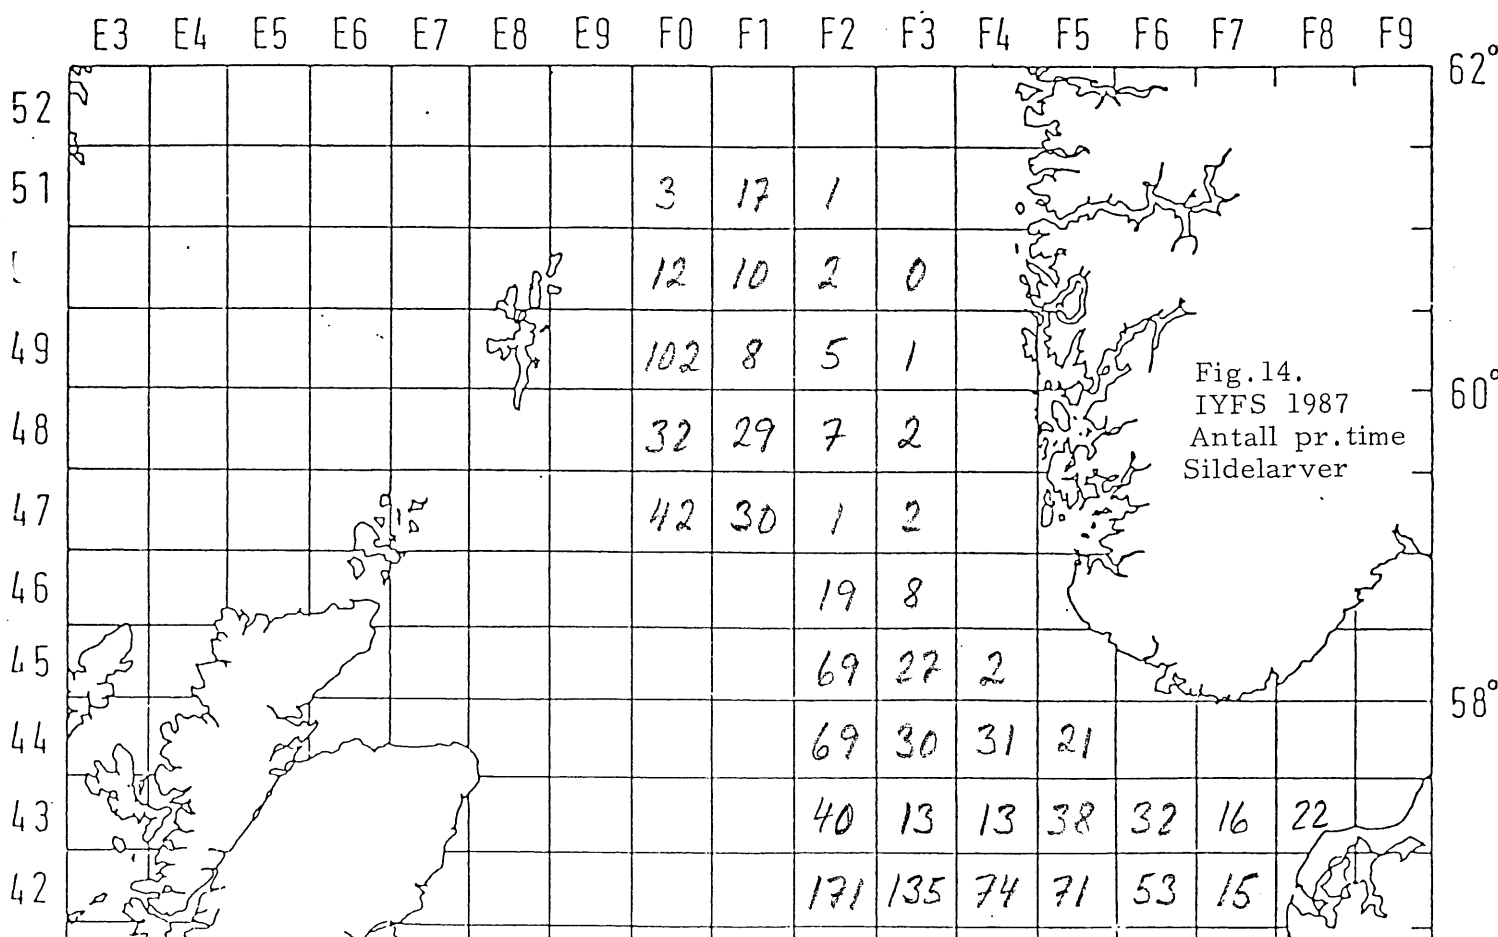 E3 E4 E5 E6 E7 E8 E9 F0 F1 F2 F3 F4 F5 F6 F7 F8 F9
62°
52
51 3 17 1
12 10 2 0
49 102 8 5 1
Fig.14.
IYFS 1987
Antall pr.time
Sildelarver
60°
48 32 29 7 2
47 42 30 1 2
46 19 8
45 69 27 2
58°
44 69 30 31 21
43 40 13 13 38 32 16 22
42 171 135 74 71 53 15